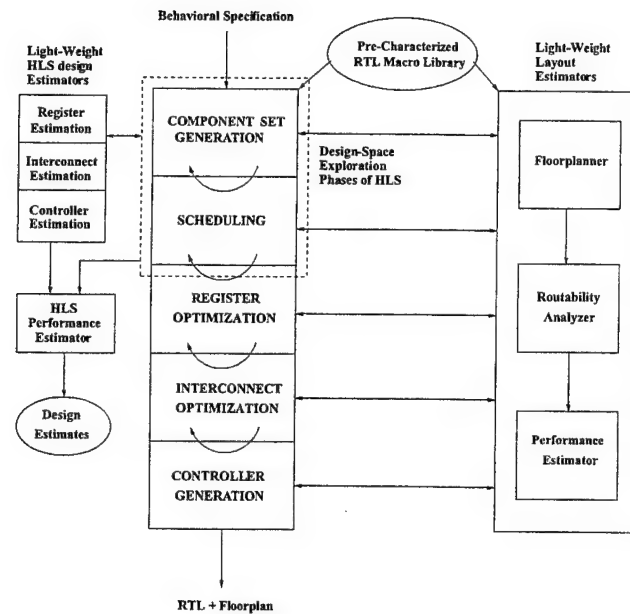 Behavioral Specification
Light-Weight
HLS design
Estimators
Pre-Characterized
RTL Macro Library
Light-Weight
Layout
Estimators
Register
Estimation
Interconnect
Estimation
Controller
Estimation
COMPONENT SET
GENERATION
Design-Space
Exploration
Phases of HLS
Floorplanner
SCHEDULING
HLS
Performance
Estimator
REGISTER
OPTIMIZATION
Routability
Analyzer
Design
Estimates
INTERCONNECT
OPTIMIZATION
Performance
Estimator
CONTROLLER
GENERATION
RTL + Floorplan